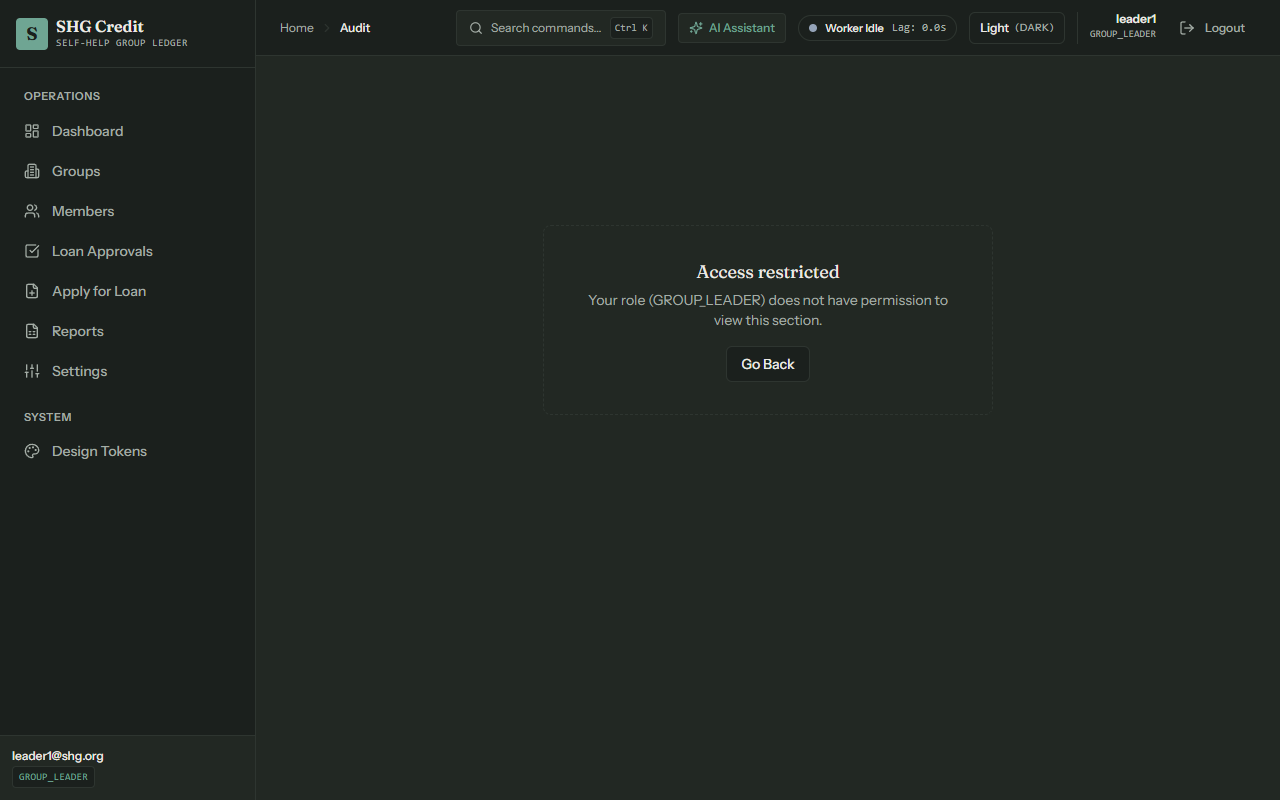 S
SHG Credit
SELF-HELP GROUP LEDGER
OPERATIONS
Dashboard
Groups
Members
Loan Approvals
Apply for Loan
Reports
Settings
SYSTEM
Design Tokens
leader1@shg.org
GROUP_LEADER
Home Audit
Search commands... Ctrl K
AI Assistant
Worker Idle Lag: 0.0s
Light (DARK)
leader1
GROUP_LEADER
Logout
Access restricted
Your role (GROUP_LEADER) does not have permission to
view this section.
Go Back